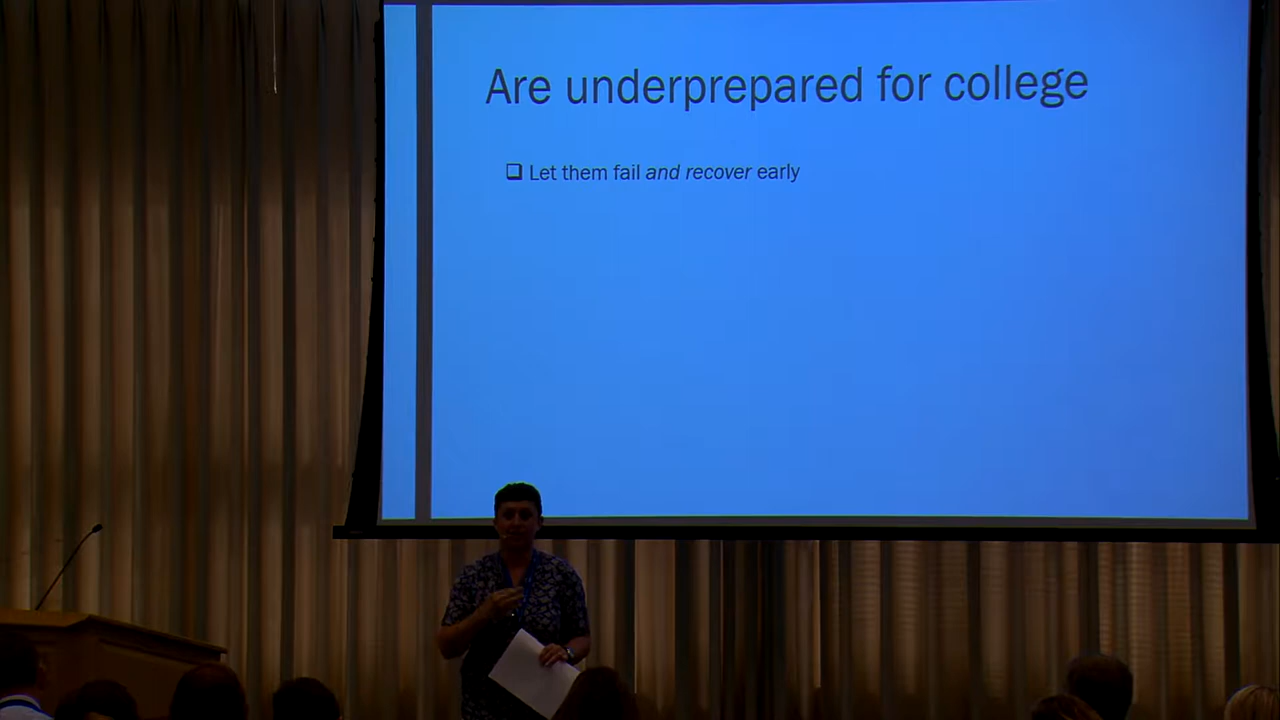 Are underprepared for college
❑ Let them fail and recover early